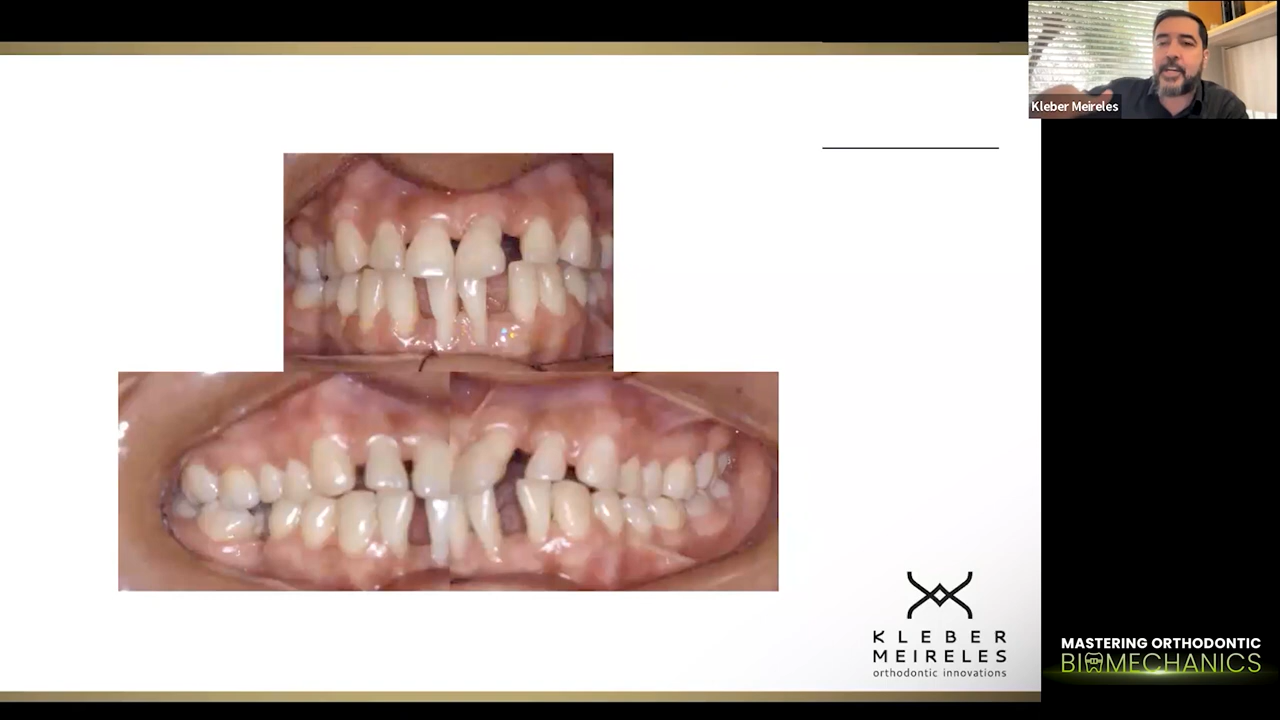 Kleber Meireles
KLEBER
MEIRELES
orthodontic innovations
MASTERING ORTHODONTIC
BIOMECHANICS